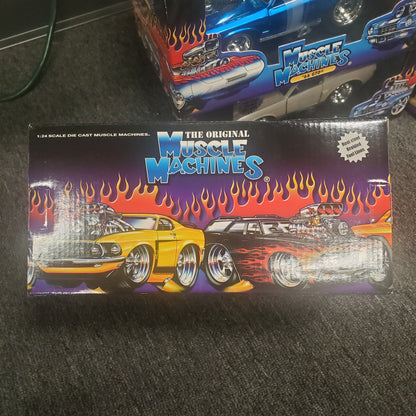 MUSCLE
MACHINES
1:24 SCALE DIE CAST MUSCLE MACHINES.
THE ORIGINAL
MUSCLE
MACHINES®